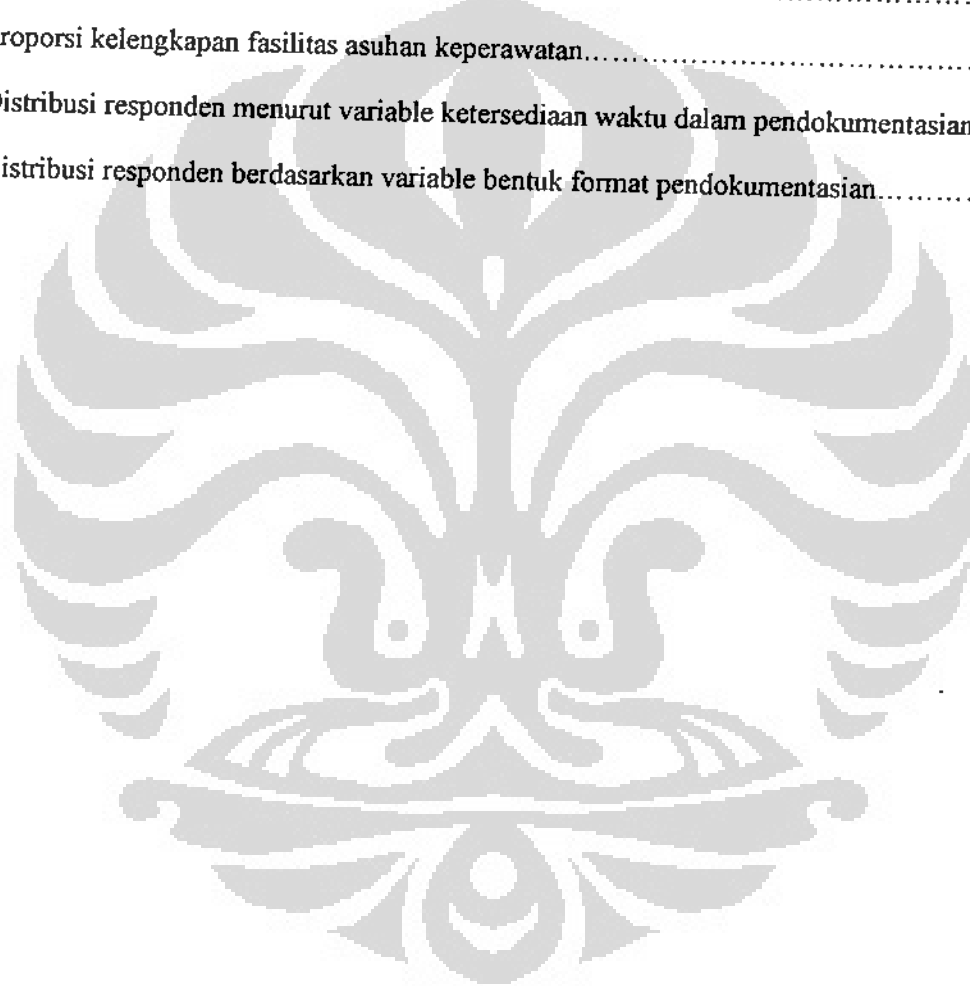 roporsi kelengkapan fasilitas asuhan keperawatan……………………………………
istribusi responden menurut variable ketersediaan waktu dalam pendokumentasian
istribusi responden berdasarkan variable bentuk format pendokumentasian…………